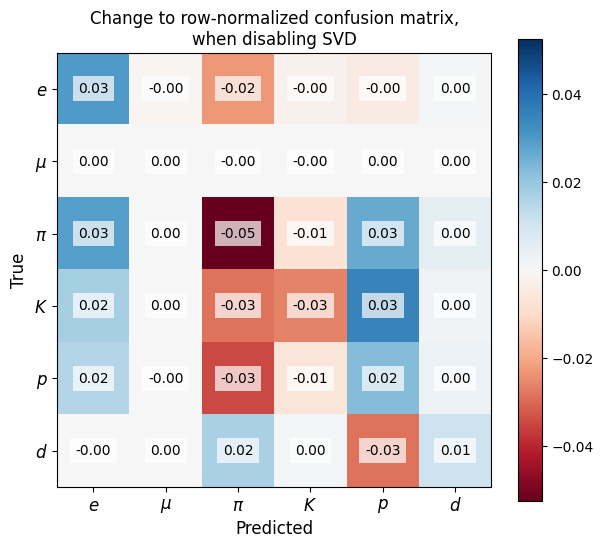 Change to row-normalized confusion matrix,
when disabling SVD
e 0.03 -0.00 -0.02 -0.00 -0.00 0.00
μ 0.00 0.00 -0.00 -0.00 0.00 0.00
π 0.03 0.00 -0.05 -0.01 0.03 0.00
K 0.02 0.00 -0.03 -0.03 0.03 0.00
p 0.02 -0.00 -0.03 -0.01 0.02 0.00
d -0.00 0.00 0.02 0.00 -0.03 0.01
e μ π K p d
Predicted
True
0.04
0.02
0.00
−0.02
−0.04